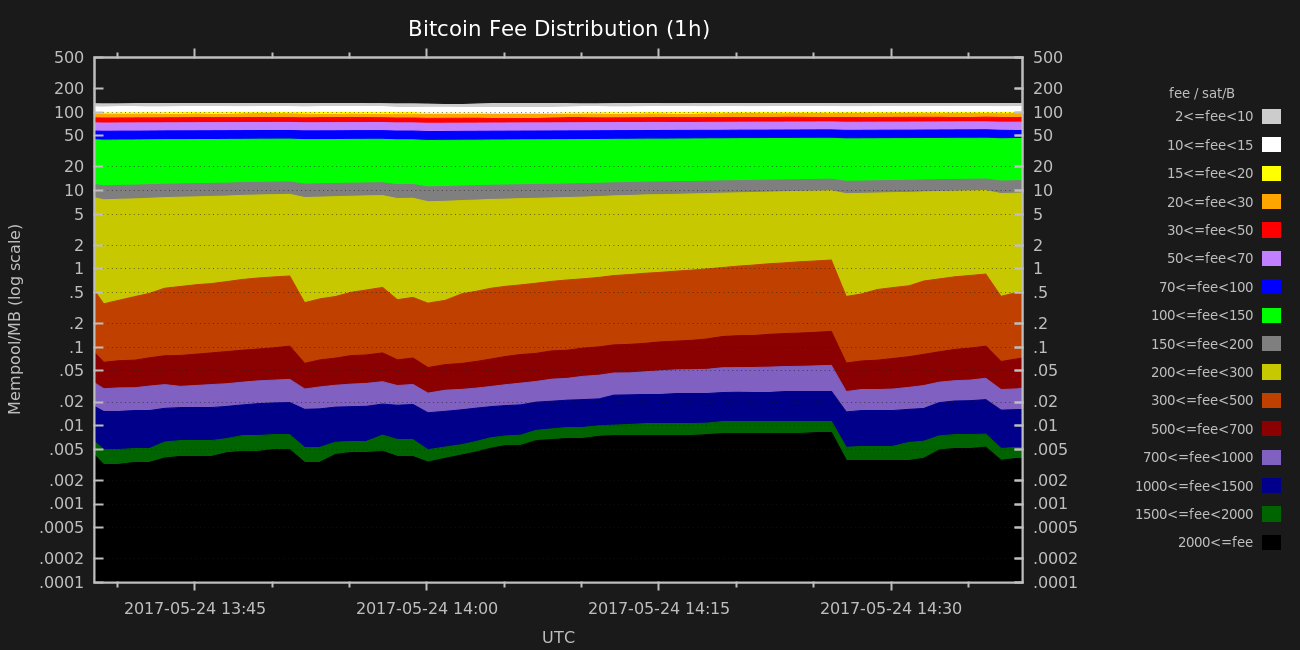 Bitcoin Fee Distribution (1h)
Mempool/MB (log scale)
500
200
100
50
20
10
5
2
1
.5
.2
.1
.05
.02
.01
.005
.002
.001
.0005
.0002
.0001
500
200
100
50
20
10
5
2
1
.5
.2
.1
.05
.02
.01
.005
.002
.001
.0005
.0002
.0001
2017-05-24 13:45
2017-05-24 14:00
2017-05-24 14:15
2017-05-24 14:30
UTC
fee / sat/B
2<=fee<10
10<=fee<15
15<=fee<20
20<=fee<30
30<=fee<50
50<=fee<70
70<=fee<100
100<=fee<150
150<=fee<200
200<=fee<300
300<=fee<500
500<=fee<700
700<=fee<1000
1000<=fee<1500
1500<=fee<2000
2000<=fee